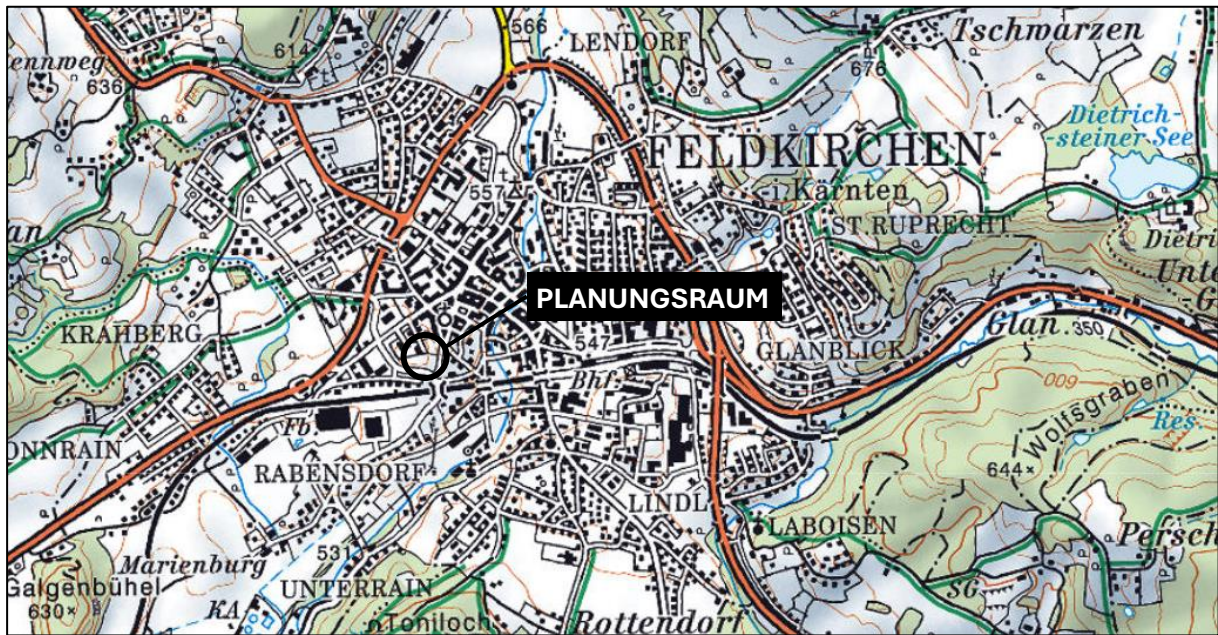 566
LENDORF
Tschwarzen
614
ennweg
636
676
Dietrich-
-steiner See
FELDKIRCHEN-
557
i Kärnten
ST. RUPRECHT
Dietri
Unte
-G
PLANUNGSRAUM
KRAHBERG
547
Glan
350
GLANBLICK
Bhf.
600
Wolfsgraben
Res.
Fb.
ONNRAIN
RABENSDORF
644
LINDL
LABOISEN
Persch
531
Marienburg
Galgenbühel
630
UNTERRAIN
KA
Toniloch
Rottendorf
SG